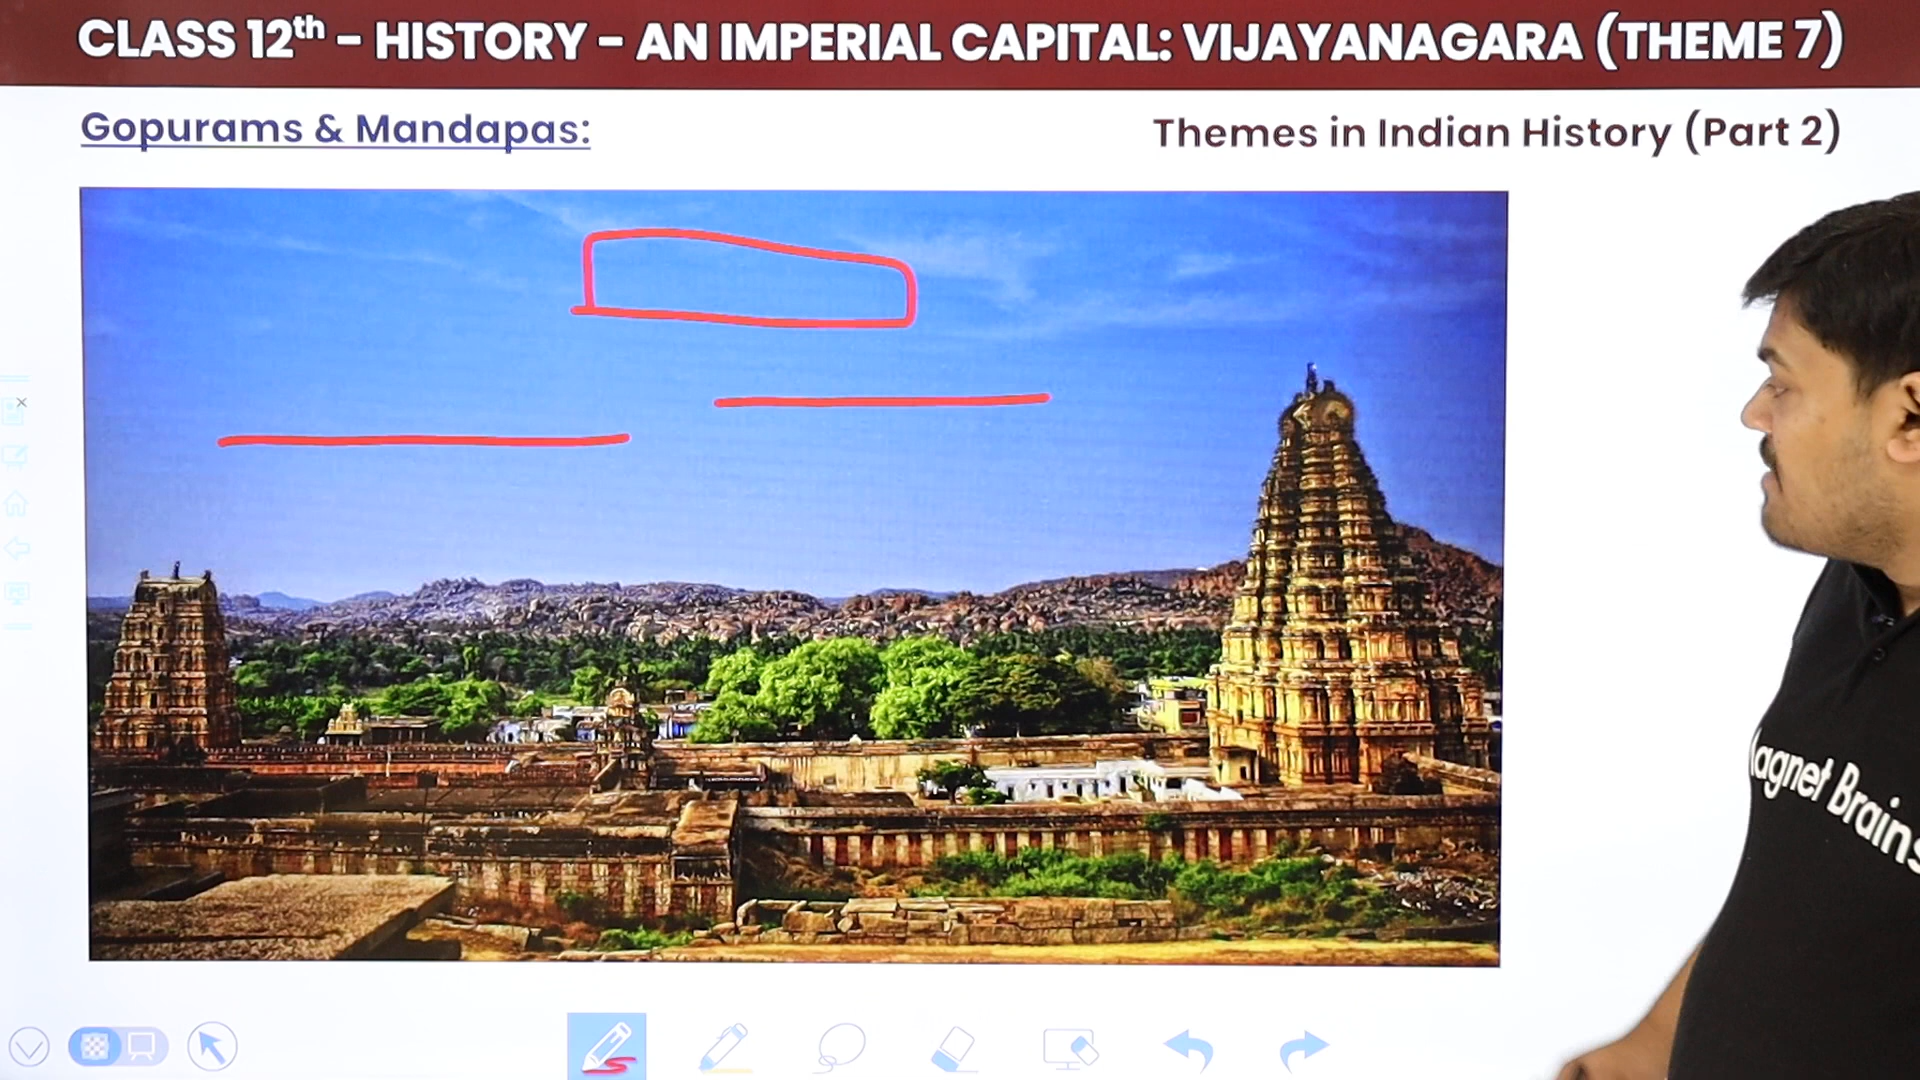 CLASS 12th - HISTORY - AN IMPERIAL CAPITAL: VIJAYANAGARA (THEME 7)
Gopurams & Mandapas:
Themes in Indian History (Part 2)
agnet Brains